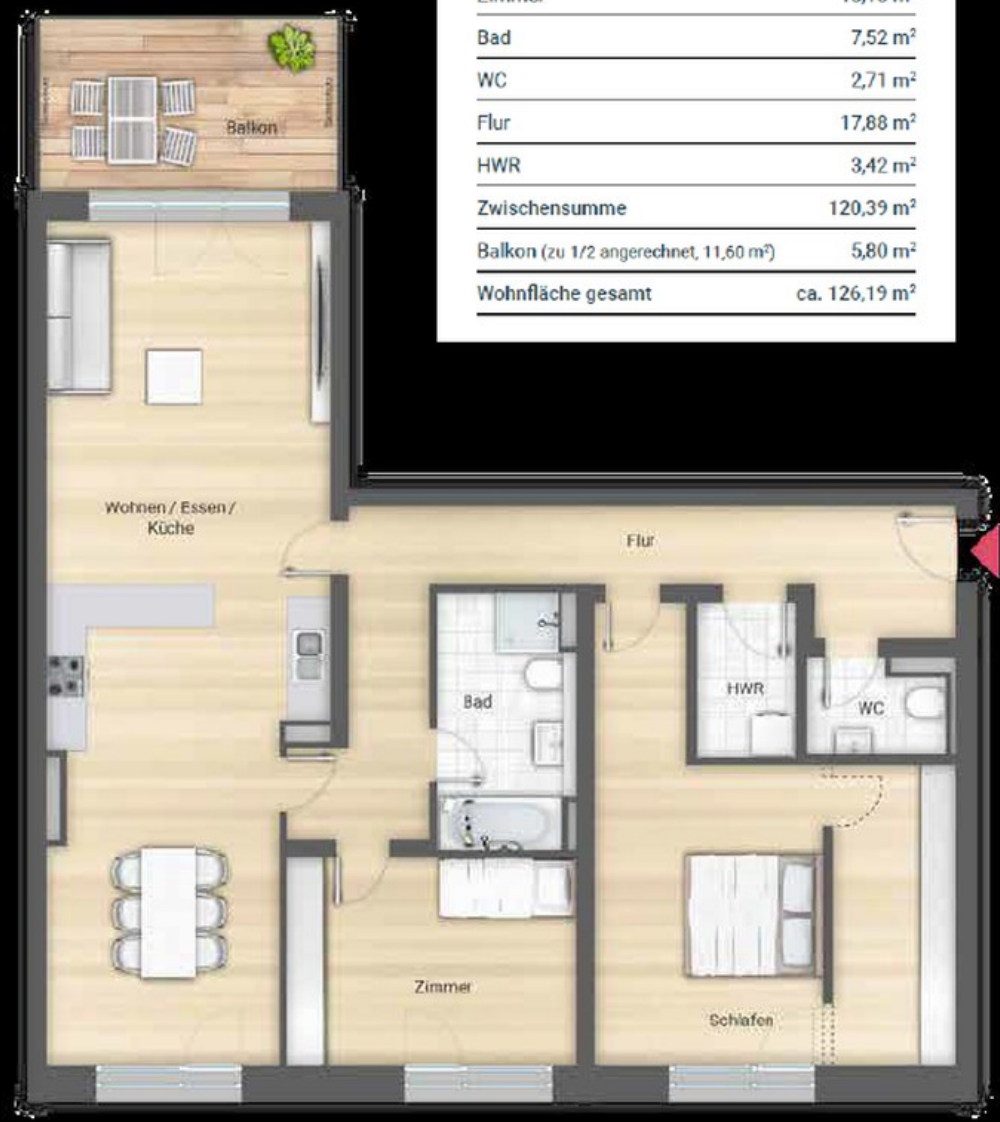 Bad 7,52 m²
WC 2,71 m²
Flur 17,88 m²
HWR 3,42 m²
Zwischensumme 120,39 m²
Balkon (zu 1/2 angerechnet, 11,60 m²) 5,80 m²
Wohnfläche gesamt ca. 126,19 m²
Balkon
Wohnen / Essen /
Küche
Flur
Bad
HWR
WC
Zimmer
Schlafen